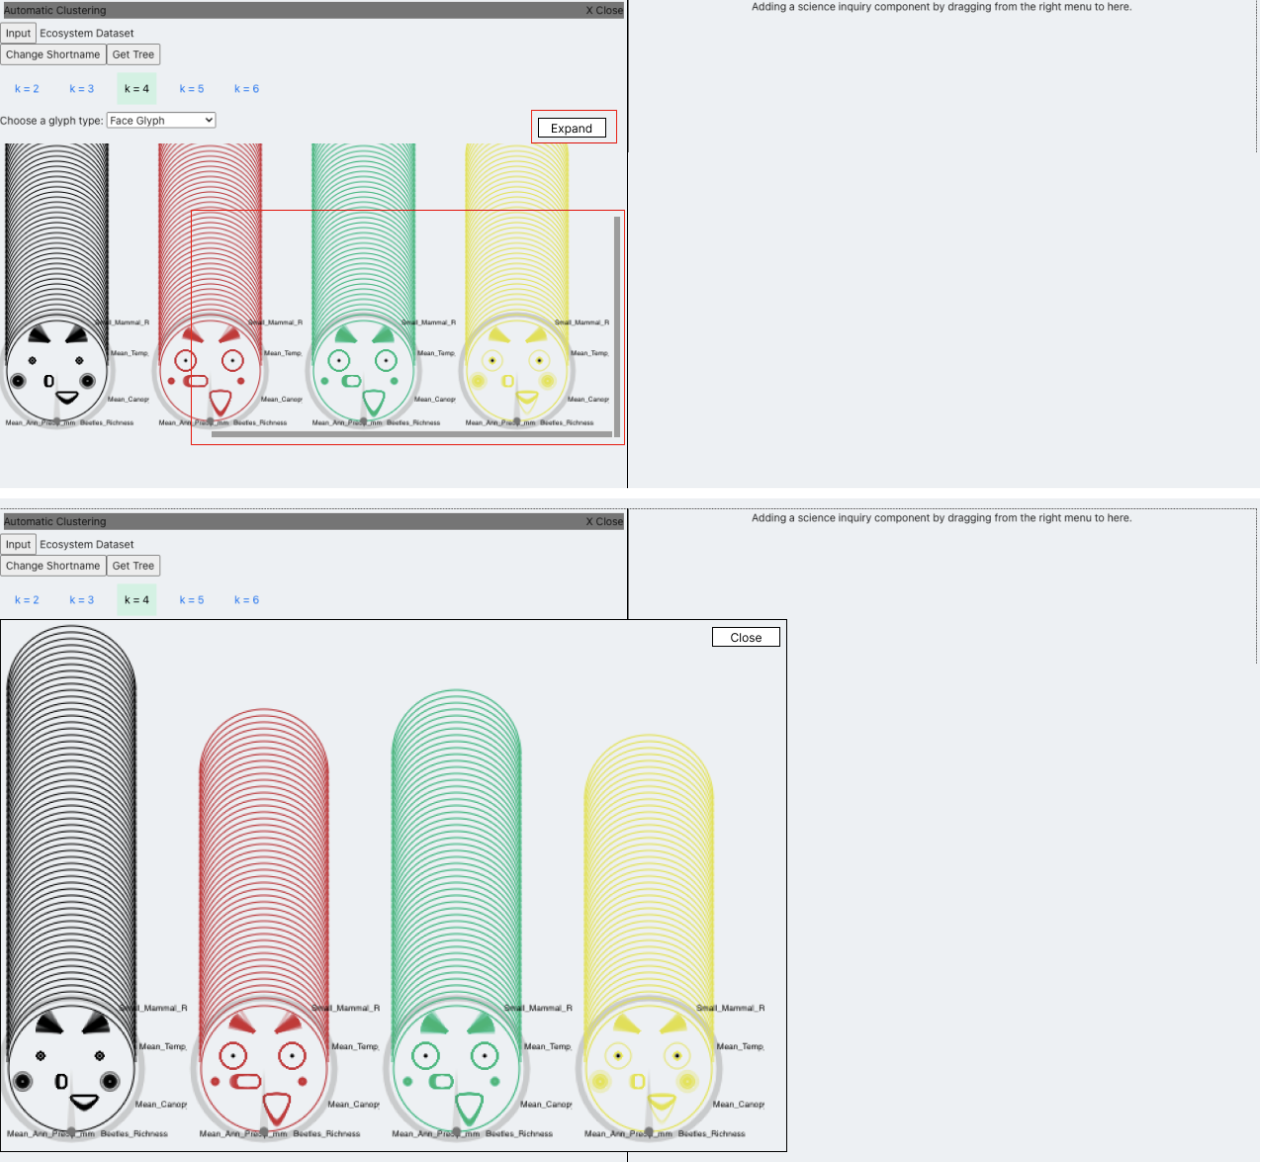 Automatic Clustering X Close
Adding a science inquiry component by dragging from the right menu to here.
Input Ecosystem Dataset
Change Shortname Get Tree
k = 2 k = 3 k = 4 k = 5 k = 6
Choose a glyph type: Face Glyph
Expand
Small_Mammal_R Small_Mammal_R Small_Mammal_R Small_Mammal_R
Mean_Temp. Mean_Temp. Mean_Temp. Mean_Temp.
Mean_Canop Mean_Canop Mean_Canop Mean_Canop
Mean_Ann_Precip_mm Beetles_Richness Mean_Ann_Precip_mm Beetles_Richness Mean_Ann_Precip_mm Beetles_Richness Mean_Ann_Precip_mm Beetles_Richness
Automatic Clustering X Close
Adding a science inquiry component by dragging from the right menu to here.
Input Ecosystem Dataset
Change Shortname Get Tree
k = 2 k = 3 k = 4 k = 5 k = 6
Close
Small_Mammal_R Small_Mammal_R Small_Mammal_R Small_Mammal_R
Mean_Temp. Mean_Temp. Mean_Temp. Mean_Temp.
Mean_Canop Mean_Canop Mean_Canop Mean_Canop
Mean_Ann_Precip_mm Beetles_Richness Mean_Ann_Precip_mm Beetles_Richness Mean_Ann_Precip_mm Beetles_Richness Mean_Ann_Precip_mm Beetles_Richness